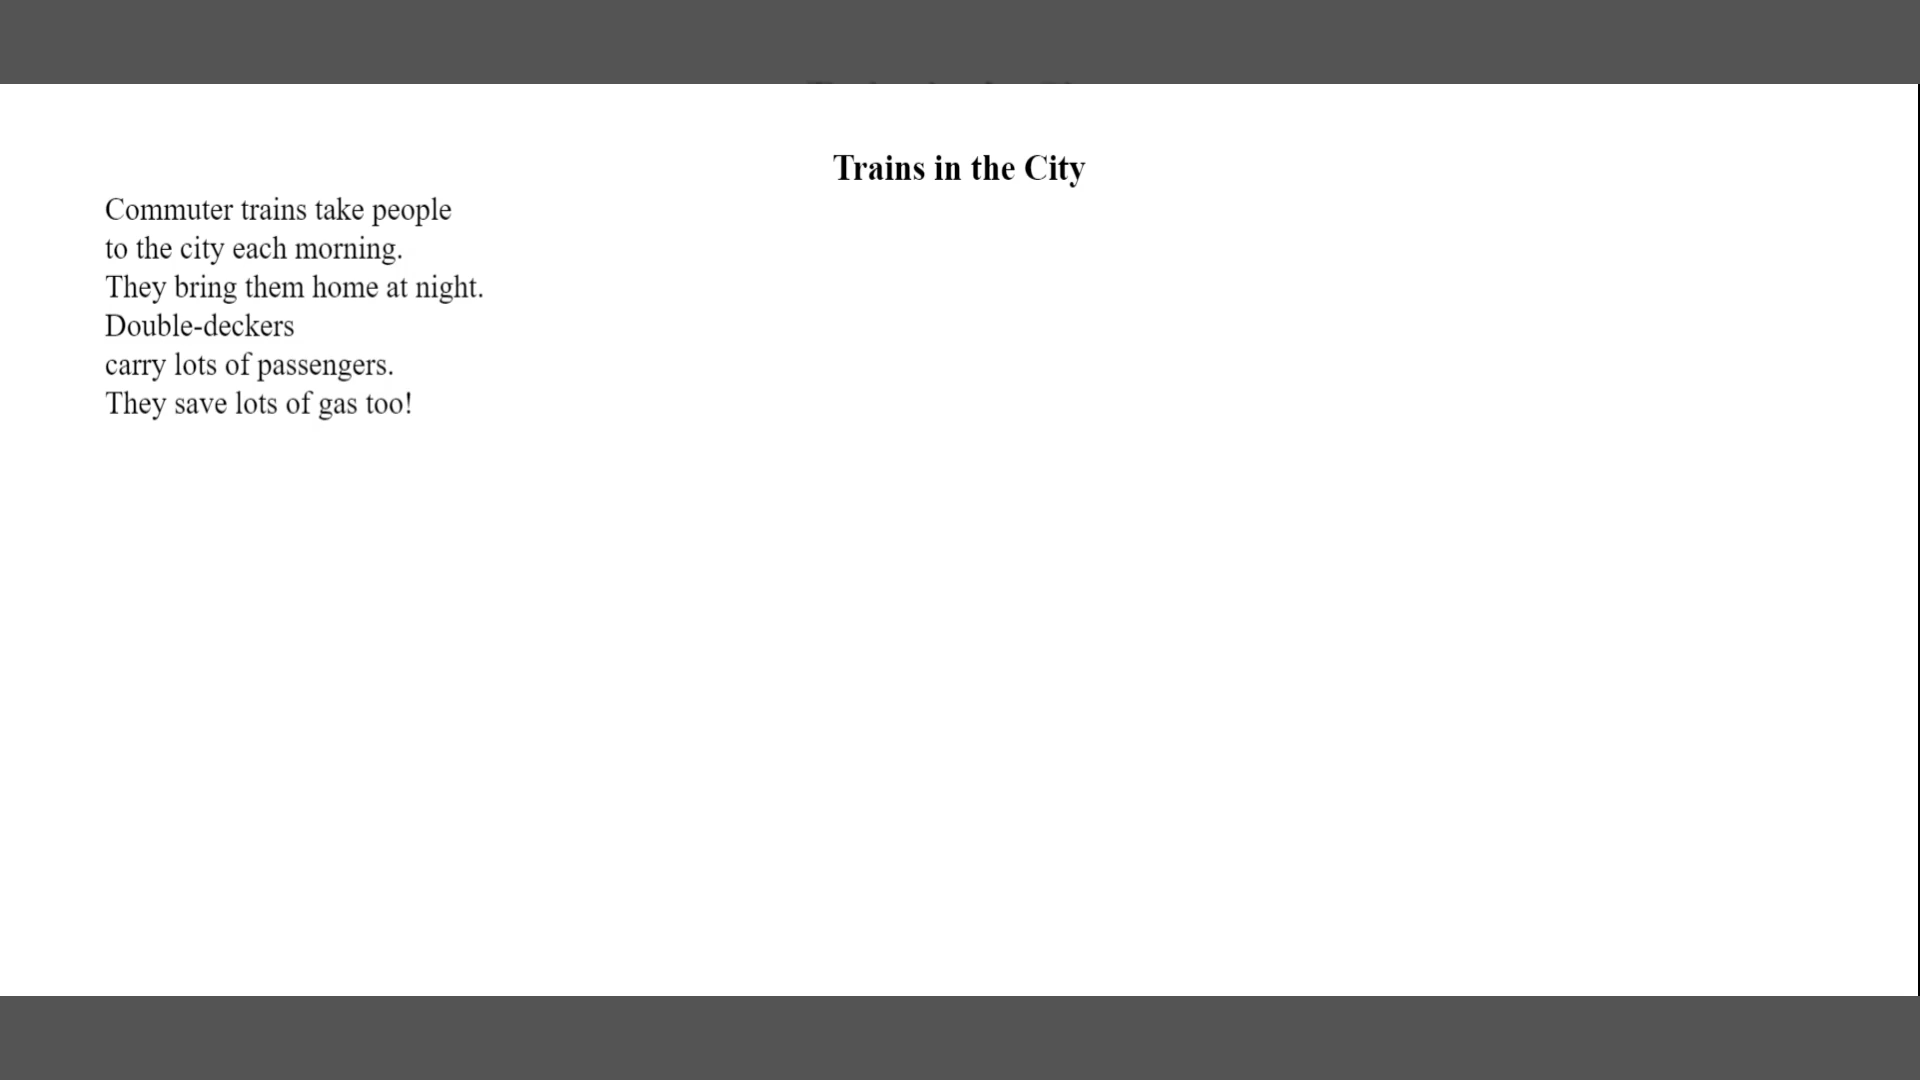 Trains in the City
Commuter trains take people
to the city each morning.
They bring them home at night.
Double-deckers
carry lots of passengers.
They save lots of gas too!